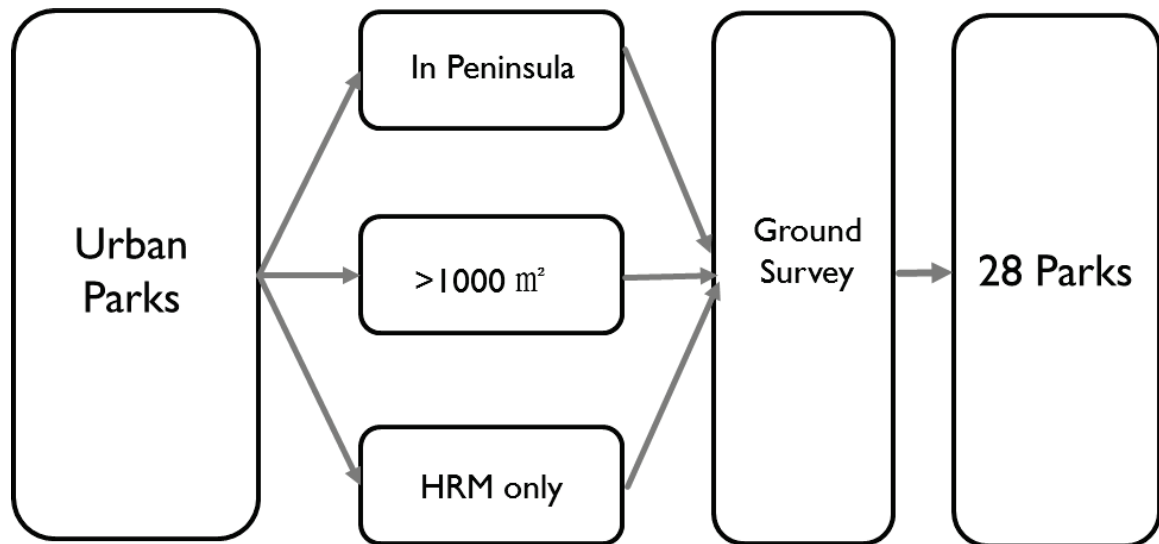 Urban
Parks
In Peninsula
>1000 ㎡
HRM only
Ground
Survey
28 Parks